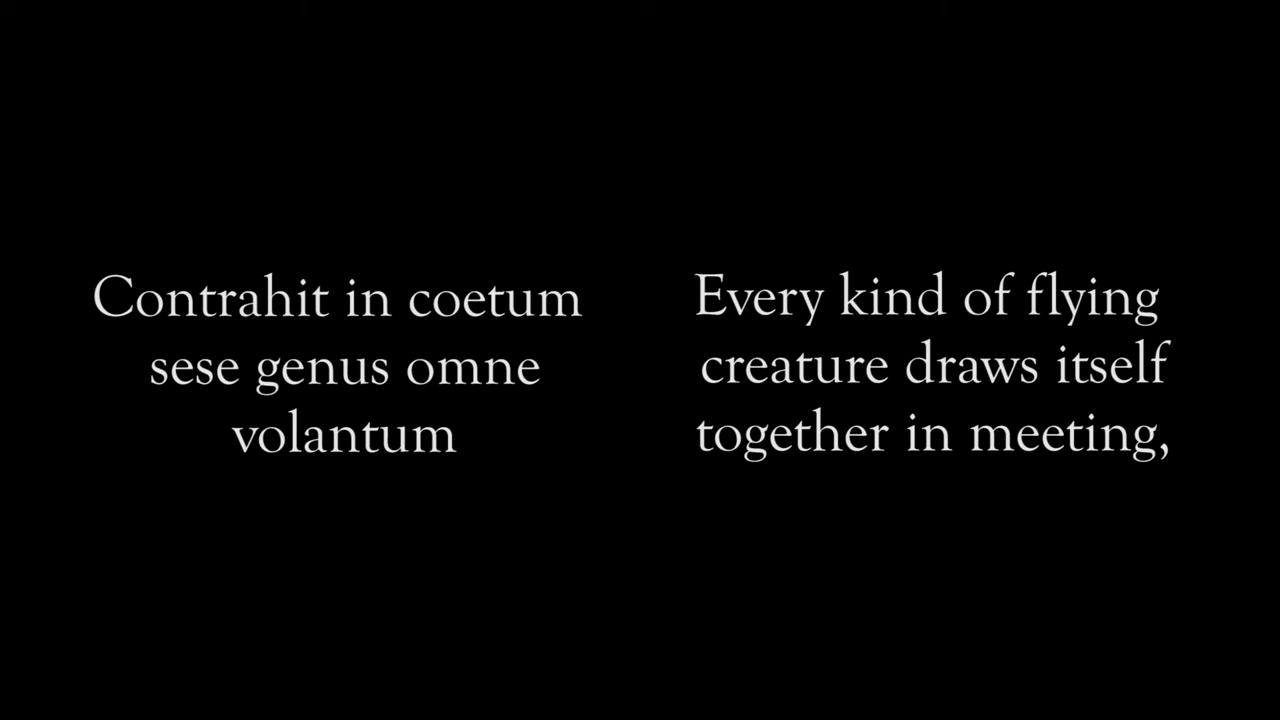 Contrahit in coetum
sese genus omne
volantum
Every kind of flying
creature draws itself
together in meeting,